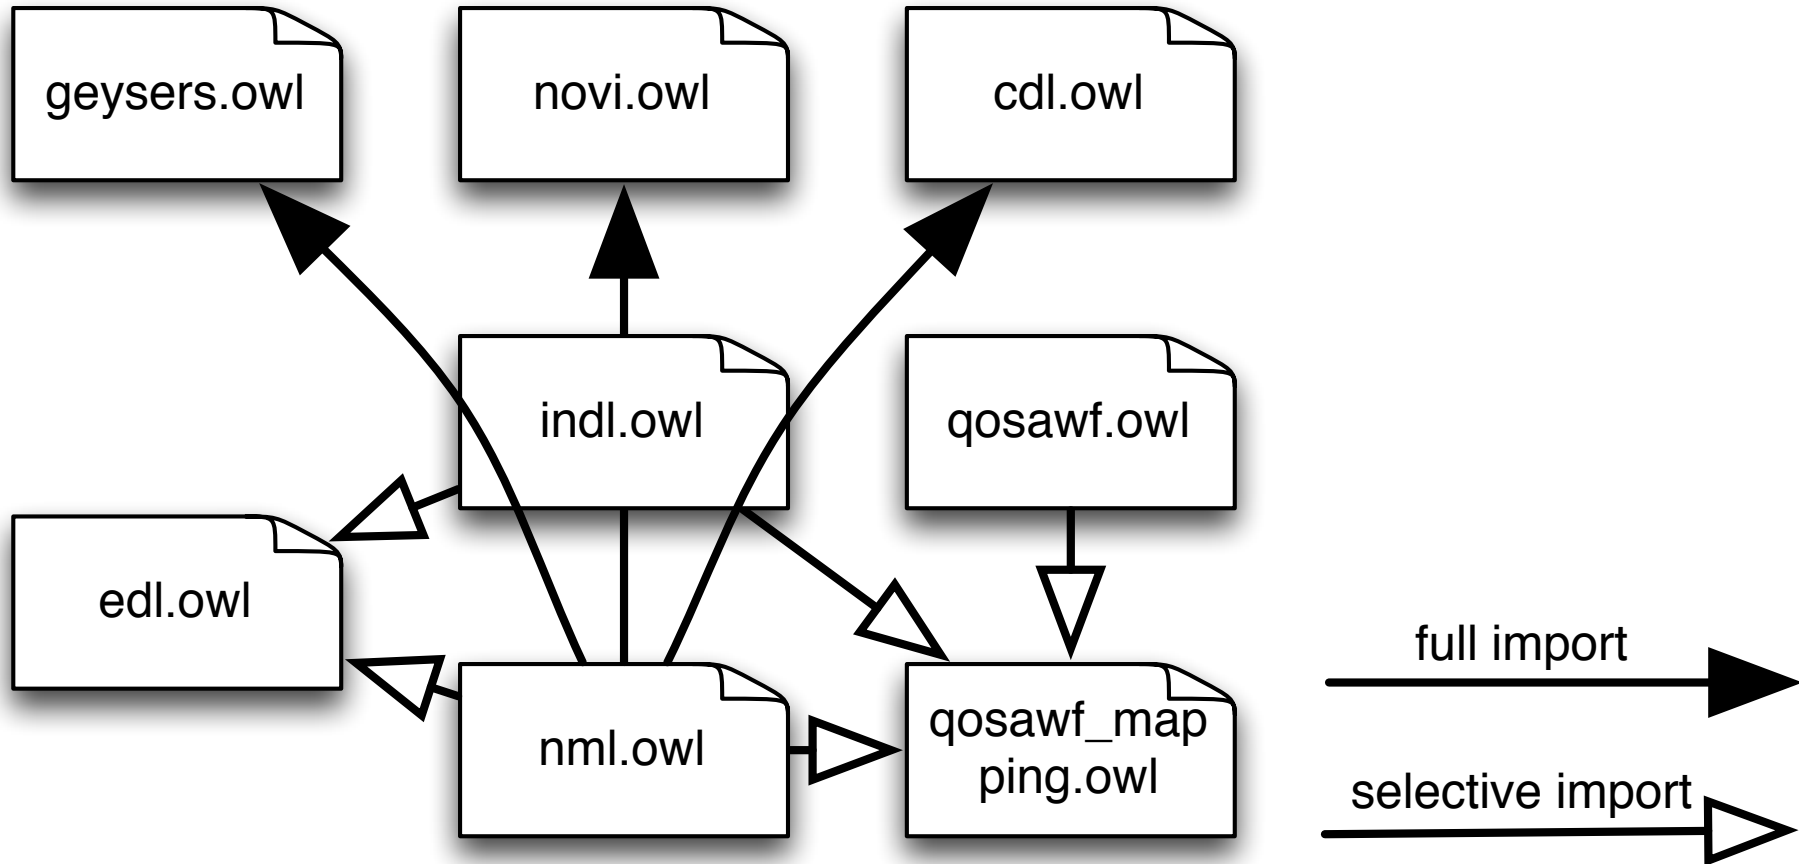 geysers.owl
novi.owl
cdl.owl
indl.owl
qosawf.owl
edl.owl
nml.owl
qosawf_map
ping.owl
full import
selective import